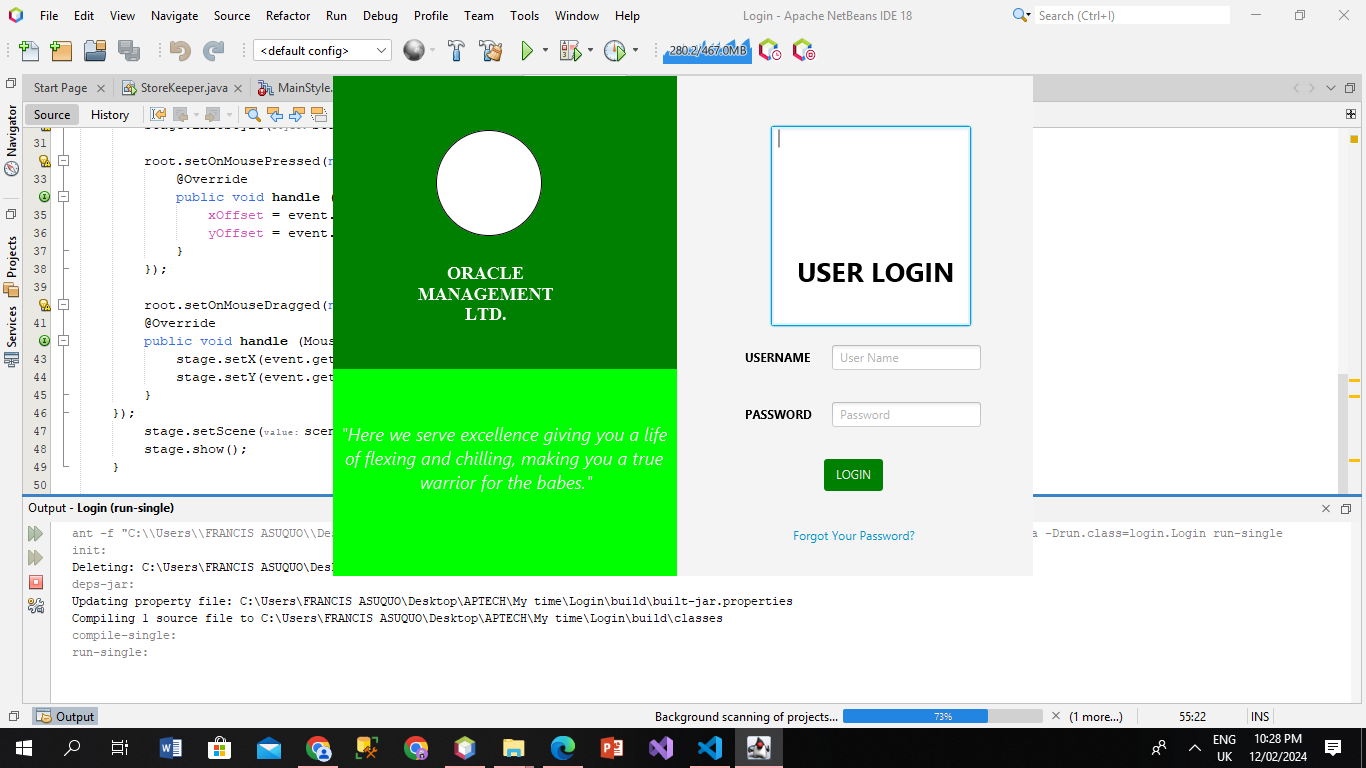 File Edit View Navigate Source Refactor Run Debug Profile Team Tools Window Help
Login - Apache NetBeans IDE 18
Search (Ctrl+I)
<default config>
280.2/467.0MB
Start Page
StoreKeeper.java
MainStyle.
Source History
Navigator
Projects
Services
31
root.setOnMousePressed(
33 @Override
public void handle (
35 xOffset = event.
36 yOffset = event.
37 }
38 });
39
root.setOnMouseDragged(
41 @Override
public void handle (Mous
43 stage.setX(event.get
44 stage.setY(event.get
45 }
46 });
47 stage.setScene(value: scen
48 stage.show();
49 }
50
ORACLE
MANAGEMENT
LTD.
"Here we serve excellence giving you a life
of flexing and chilling, making you a true
warrior for the babes."
USER LOGIN
USERNAME User Name
PASSWORD Password
LOGIN
Forgot Your Password?
Output - Login (run-single)
ant -f "C:\\Users\\FRANCIS ASUQUO\\Des
-Drun.class=login.Login run-single
init:
Deleting: C:\Users\FRANCIS ASUQUO\Desk
deps-jar:
Updating property file: C:\Users\FRANCIS ASUQUO\Desktop\APTECH\My time\Login\build\built-jar.properties
Compiling 1 source file to C:\Users\FRANCIS ASUQUO\Desktop\APTECH\My time\Login\build\classes
compile-single:
run-single:
Output
Background scanning of projects...
73%
(1 more...)
55:22
INS
ENG
UK
10:28 PM
12/02/2024